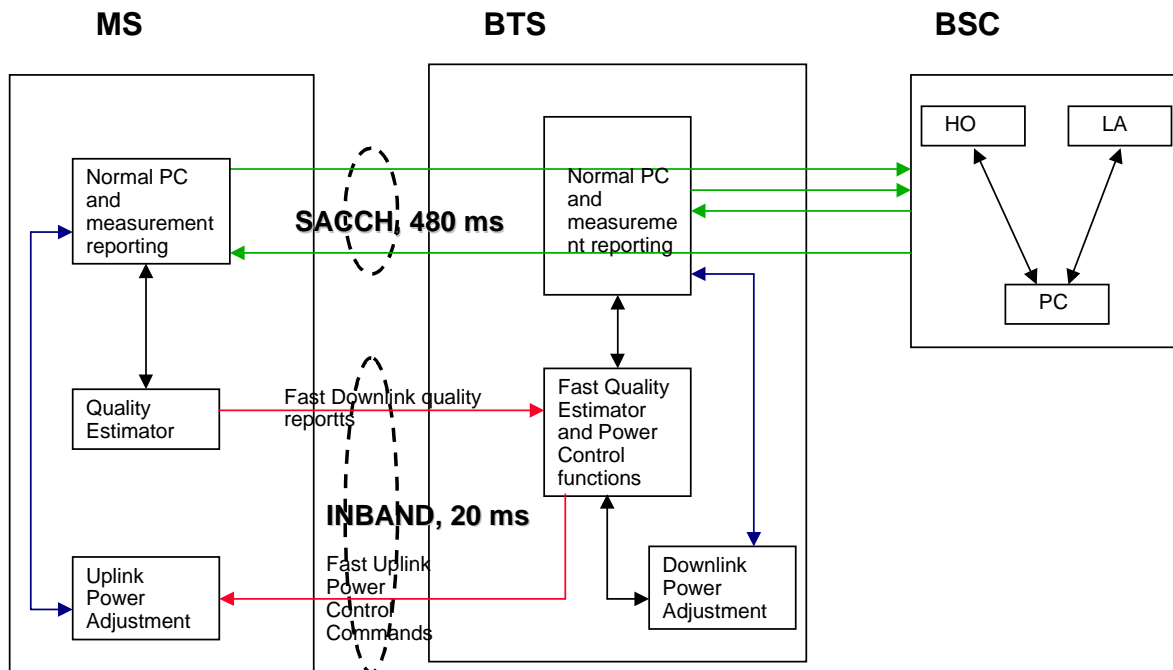 MS
BTS
BSC
HO
LA
PC
Normal PC
and
measurement
reporting
SACCH, 480 ms
Normal PC
and
measureme
nt reporting
Quality
Estimator
Fast Downlink quality
reportts
Fast Quality
Estimator
and Power
Control
functions
INBAND, 20 ms
Uplink
Power
Adjustment
Fast Uplink
Power
Control
Commands
Downlink
Power
Adjustment